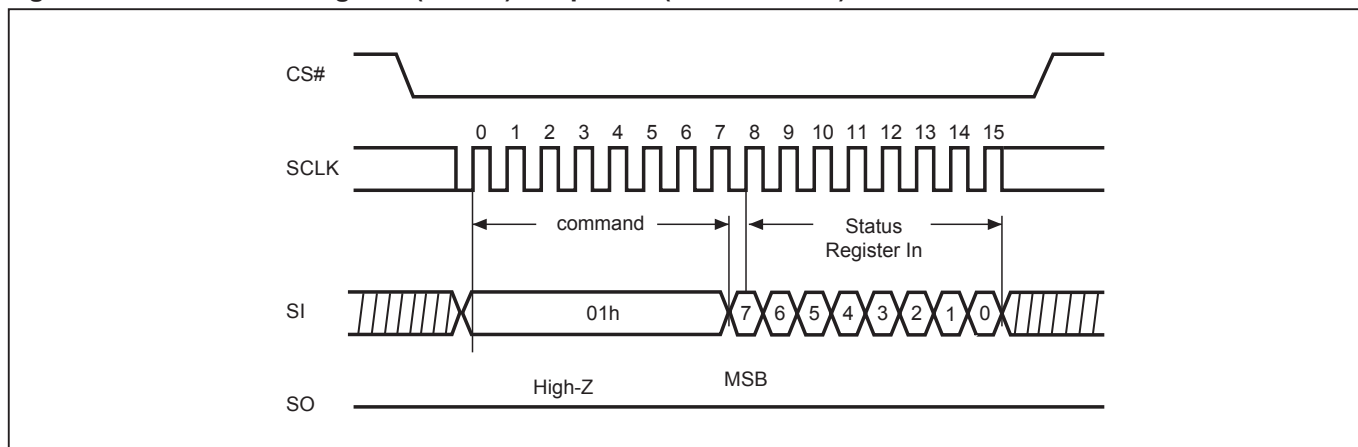 CS#
0 1 2 3 4 5 6 7 8 9 10 11 12 13 14 15
SCLK
command
Status
Register In
SI
01h
7 6 5 4 3 2 1 0
High-Z
MSB
SO